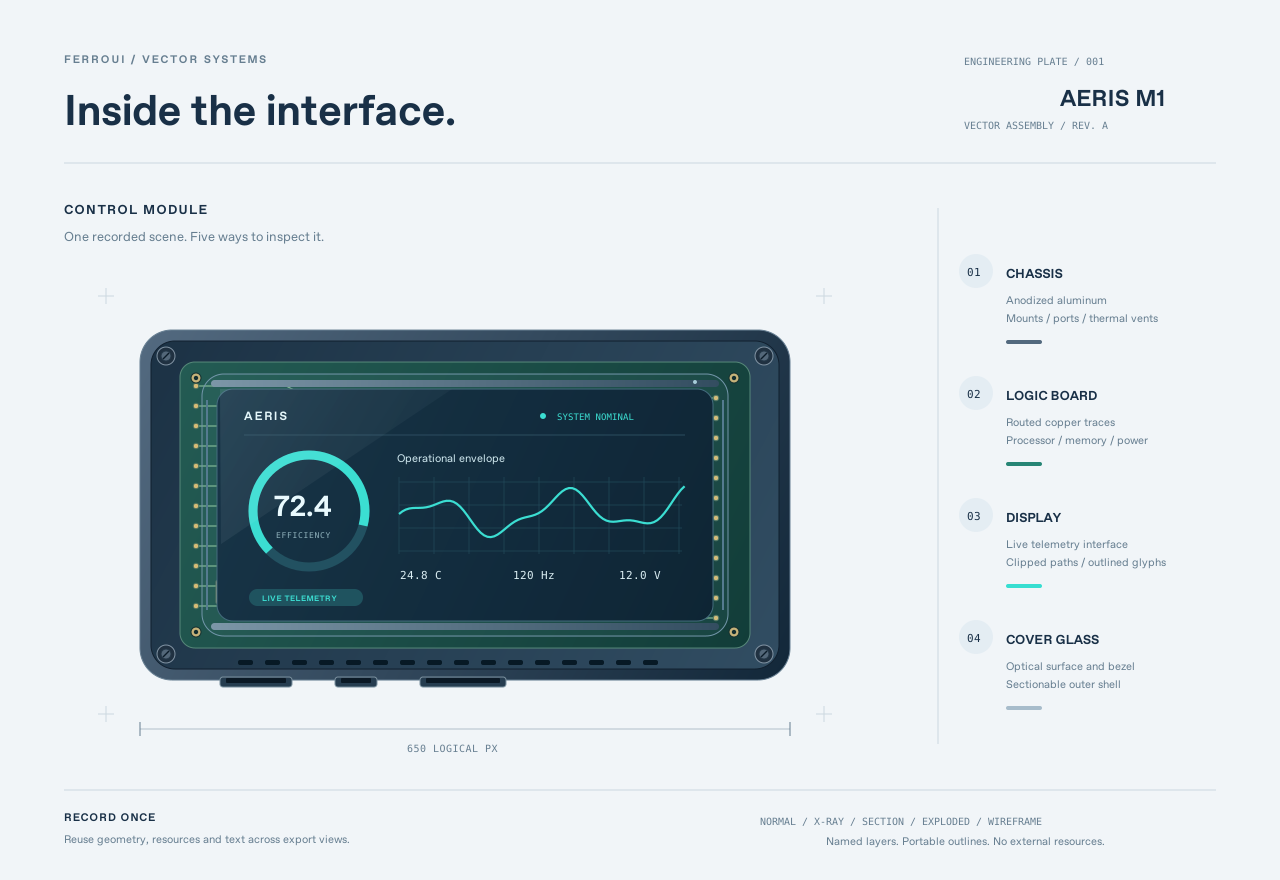 FERROUI / VECTOR SYSTEMS
Inside the interface.
ENGINEERING PLATE / 001
AERIS M1
VECTOR ASSEMBLY / REV. A
CONTROL MODULE
One recorded scene. Five ways to inspect it.
AERIS
SYSTEM NOMINAL
72.4
EFFICIENCY
LIVE TELEMETRY
Operational envelope
24.8 C
120 Hz
12.0 V
650 LOGICAL PX
01
CHASSIS
Anodized aluminum
Mounts / ports / thermal vents
02
LOGIC BOARD
Routed copper traces
Processor / memory / power
03
DISPLAY
Live telemetry interface
Clipped paths / outlined glyphs
04
COVER GLASS
Optical surface and bezel
Sectionable outer shell
RECORD ONCE
Reuse geometry, resources and text across export views.
NORMAL / X-RAY / SECTION / EXPLODED / WIREFRAME
Named layers. Portable outlines. No external resources.